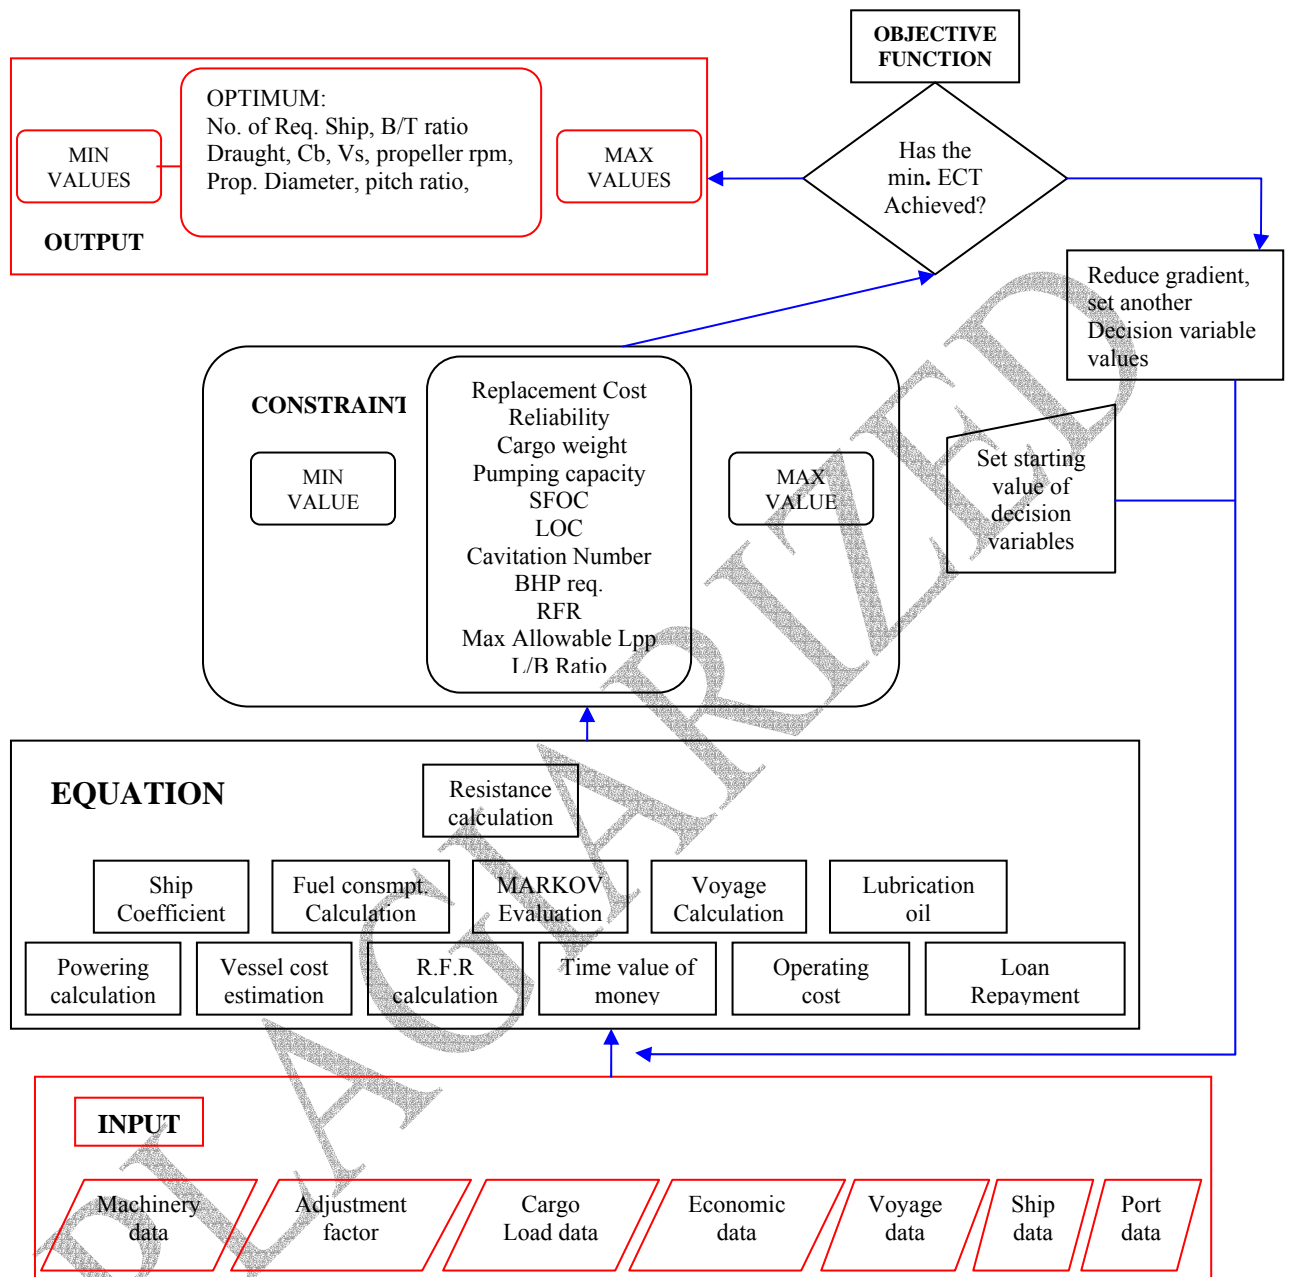 OBJECTIVE
FUNCTION
OPTIMUM:
No. of Req. Ship, B/T ratio
Draught, Cb, Vs, propeller rpm,
Prop. Diameter, pitch ratio,
MIN
VALUES
MAX
VALUES
OUTPUT
Has the
min. ECT
Achieved?
Reduce gradient,
set another
Decision variable
values
CONSTRAINT
MIN
VALUE
Replacement Cost
Reliability
Cargo weight
Pumping capacity
SFOC
LOC
Cavitation Number
BHP req.
RFR
Max Allowable Lpp
L/B Ratio
MAX
VALUE
Set starting
value of
decision
variables
EQUATION
Resistance
calculation
Ship
Coefficient
Fuel consmpt.
Calculation
MARKOV
Evaluation
Voyage
Calculation
Lubrication
oil
Powering
calculation
Vessel cost
estimation
R.F.R
calculation
Time value of
money
Operating
cost
Loan
Repayment
INPUT
Machinery
data
Adjustment
factor
Cargo
Load data
Economic
data
Voyage
data
Ship
data
Port
data
PLAGIARIZED